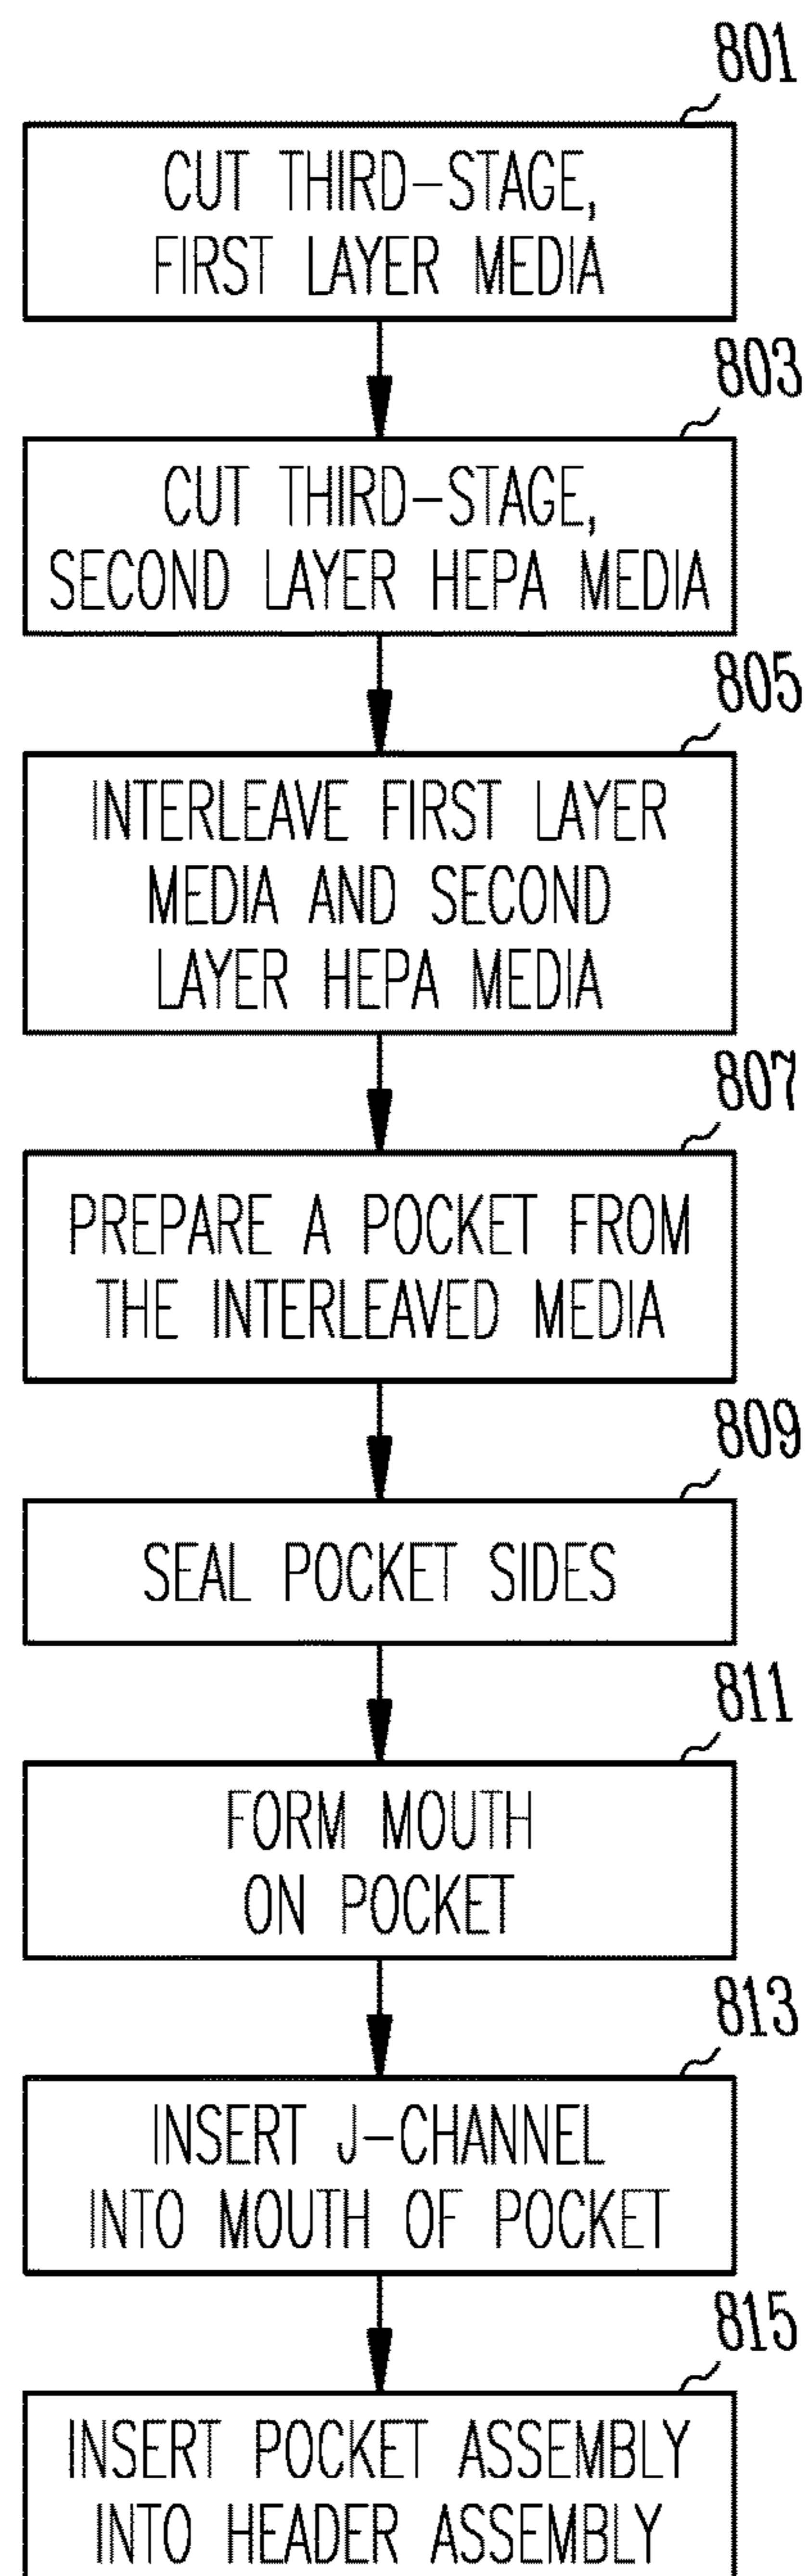 801
CUT THIRD-STAGE,
FIRST LAYER MEDIA
803
CUT THIRD-STAGE,
SECOND LAYER HEPA MEDIA
805
INTERLEAVE FIRST LAYER
MEDIA AND SECOND
LAYER HEPA MEDIA
807
PREPARE A POCKET FROM
THE INTERLEAVED MEDIA
809
SEAL POCKET SIDES
811
FORM MOUTH
ON POCKET
813
INSERT J-CHANNEL
INTO MOUTH OF POCKET
815
INSERT POCKET ASSEMBLY
INTO HEADER ASSEMBLY